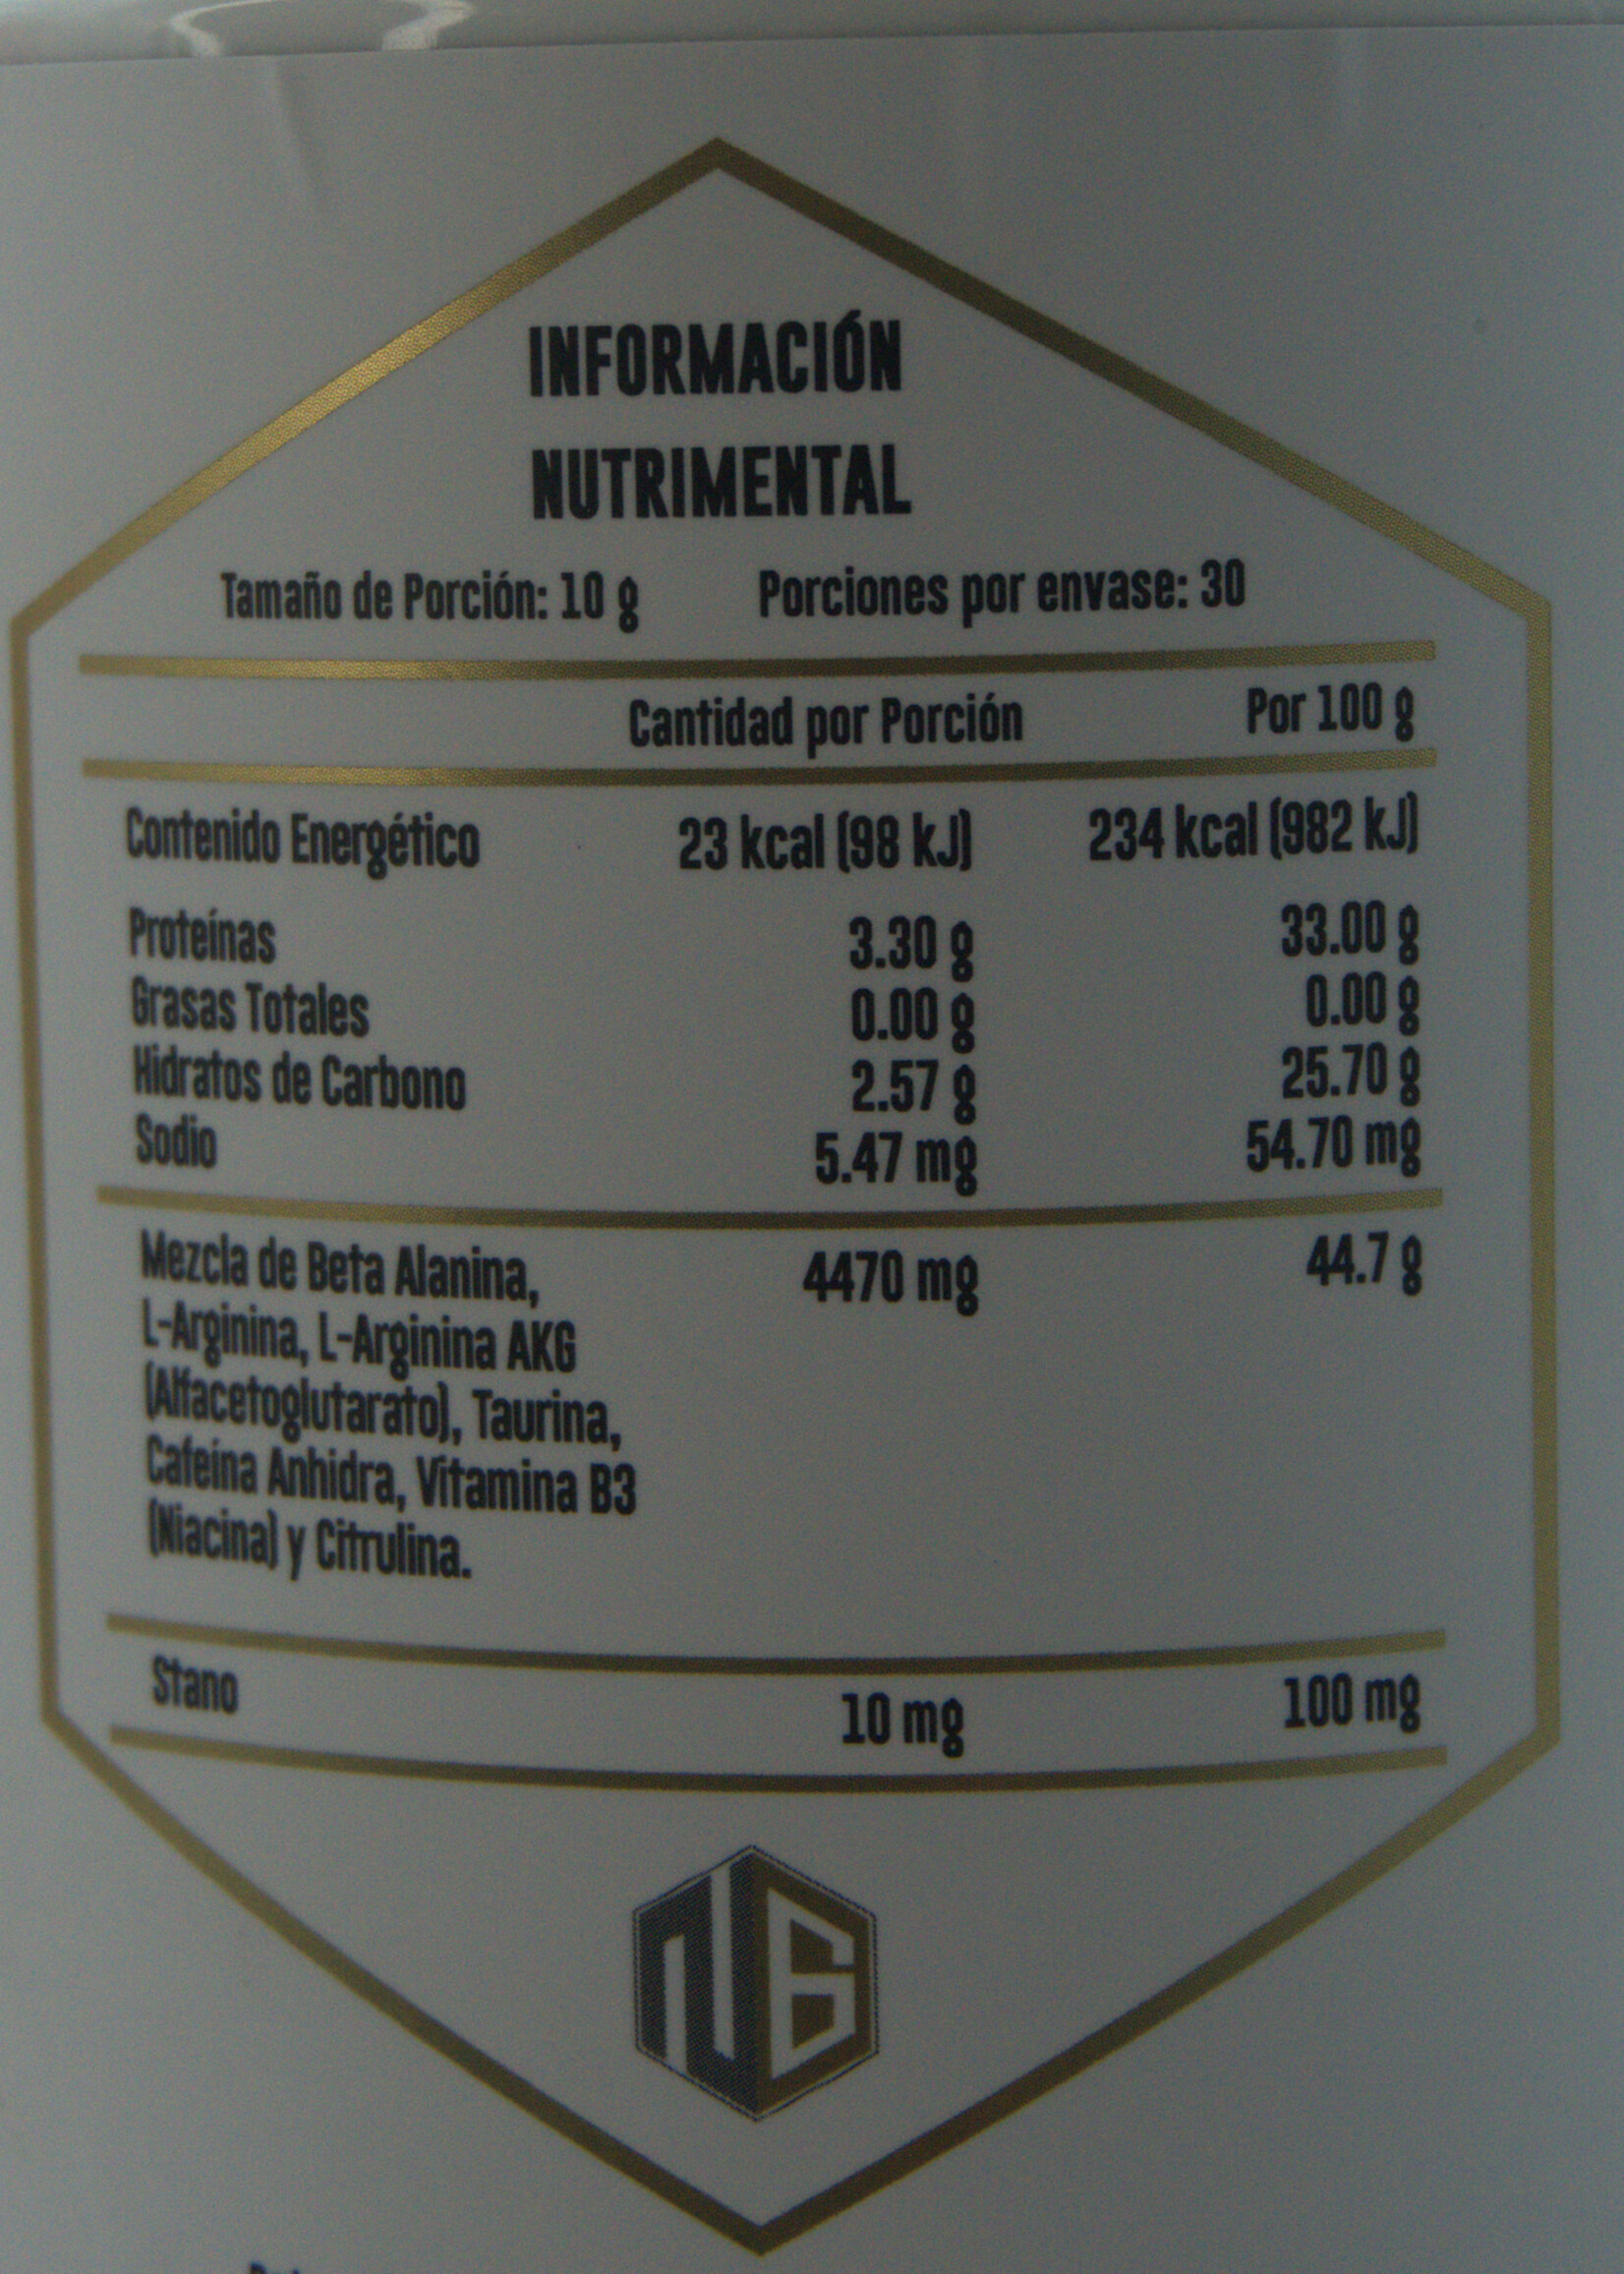 INFORMACIÓN
NUTRIMENTAL
Tamaño de Porción: 10 g Porciones por envase: 30
Cantidad por Porción Por 100 g
Contenido Energético 23 kcal (98 kJ) 234 kcal (982 kJ)
Proteínas 3.30 g 33.00 g
Grasas Totales 0.00 g 0.00 g
Hidratos de Carbono 2.57 g 25.70 g
Sodio 5.47 mg 54.70 mg
Mezcla de Beta Alanina, 4470 mg 44.7 g
L-Arginina, L-Arginina AKG
(Alfacetoglutarato), Taurina,
Cafeína Anhidra, Vitamina B3
(Niacina) y Citrulina.
Stano 10 mg 100 mg
NG